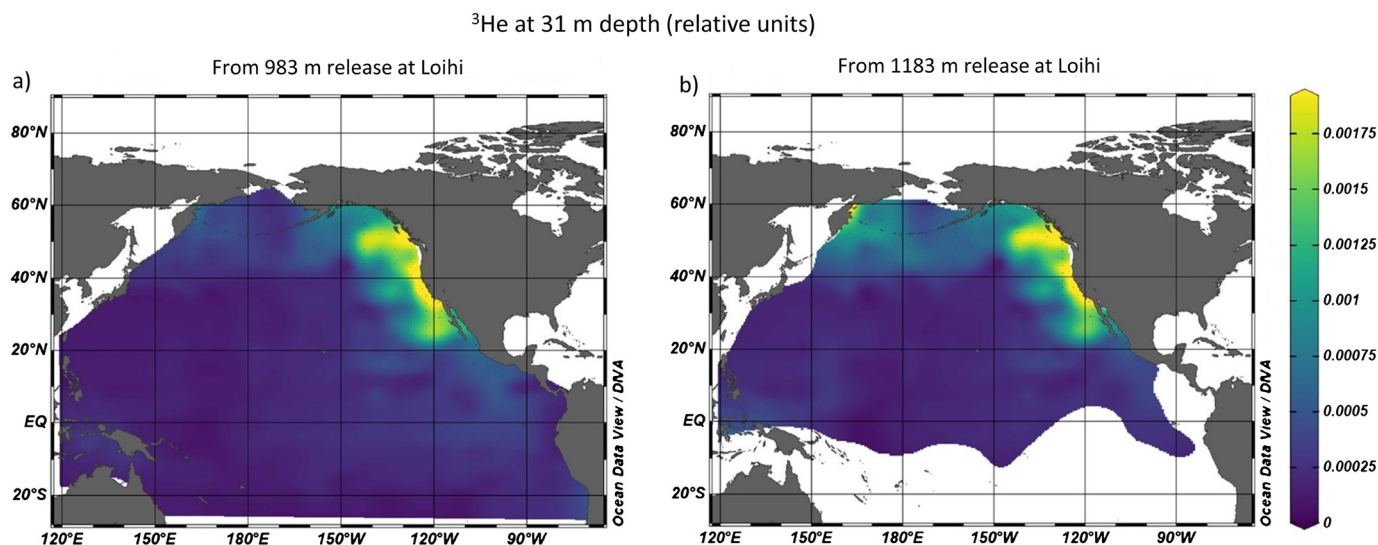 ³He at 31 m depth (relative units)
a)
From 983 m release at Loihi
80°N
60°N
40°N
20°N
EQ
20°S
120°E
150°E
180°E
150°W
120°W
90°W
Ocean Data View / DIVA
b)
From 1183 m release at Loihi
80°N
60°N
40°N
20°N
EQ
20°S
120°E
150°E
180°E
150°W
120°W
90°W
Ocean Data View / DIVA
0.00175
0.0015
0.00125
0.001
0.00075
0.0005
0.00025
0